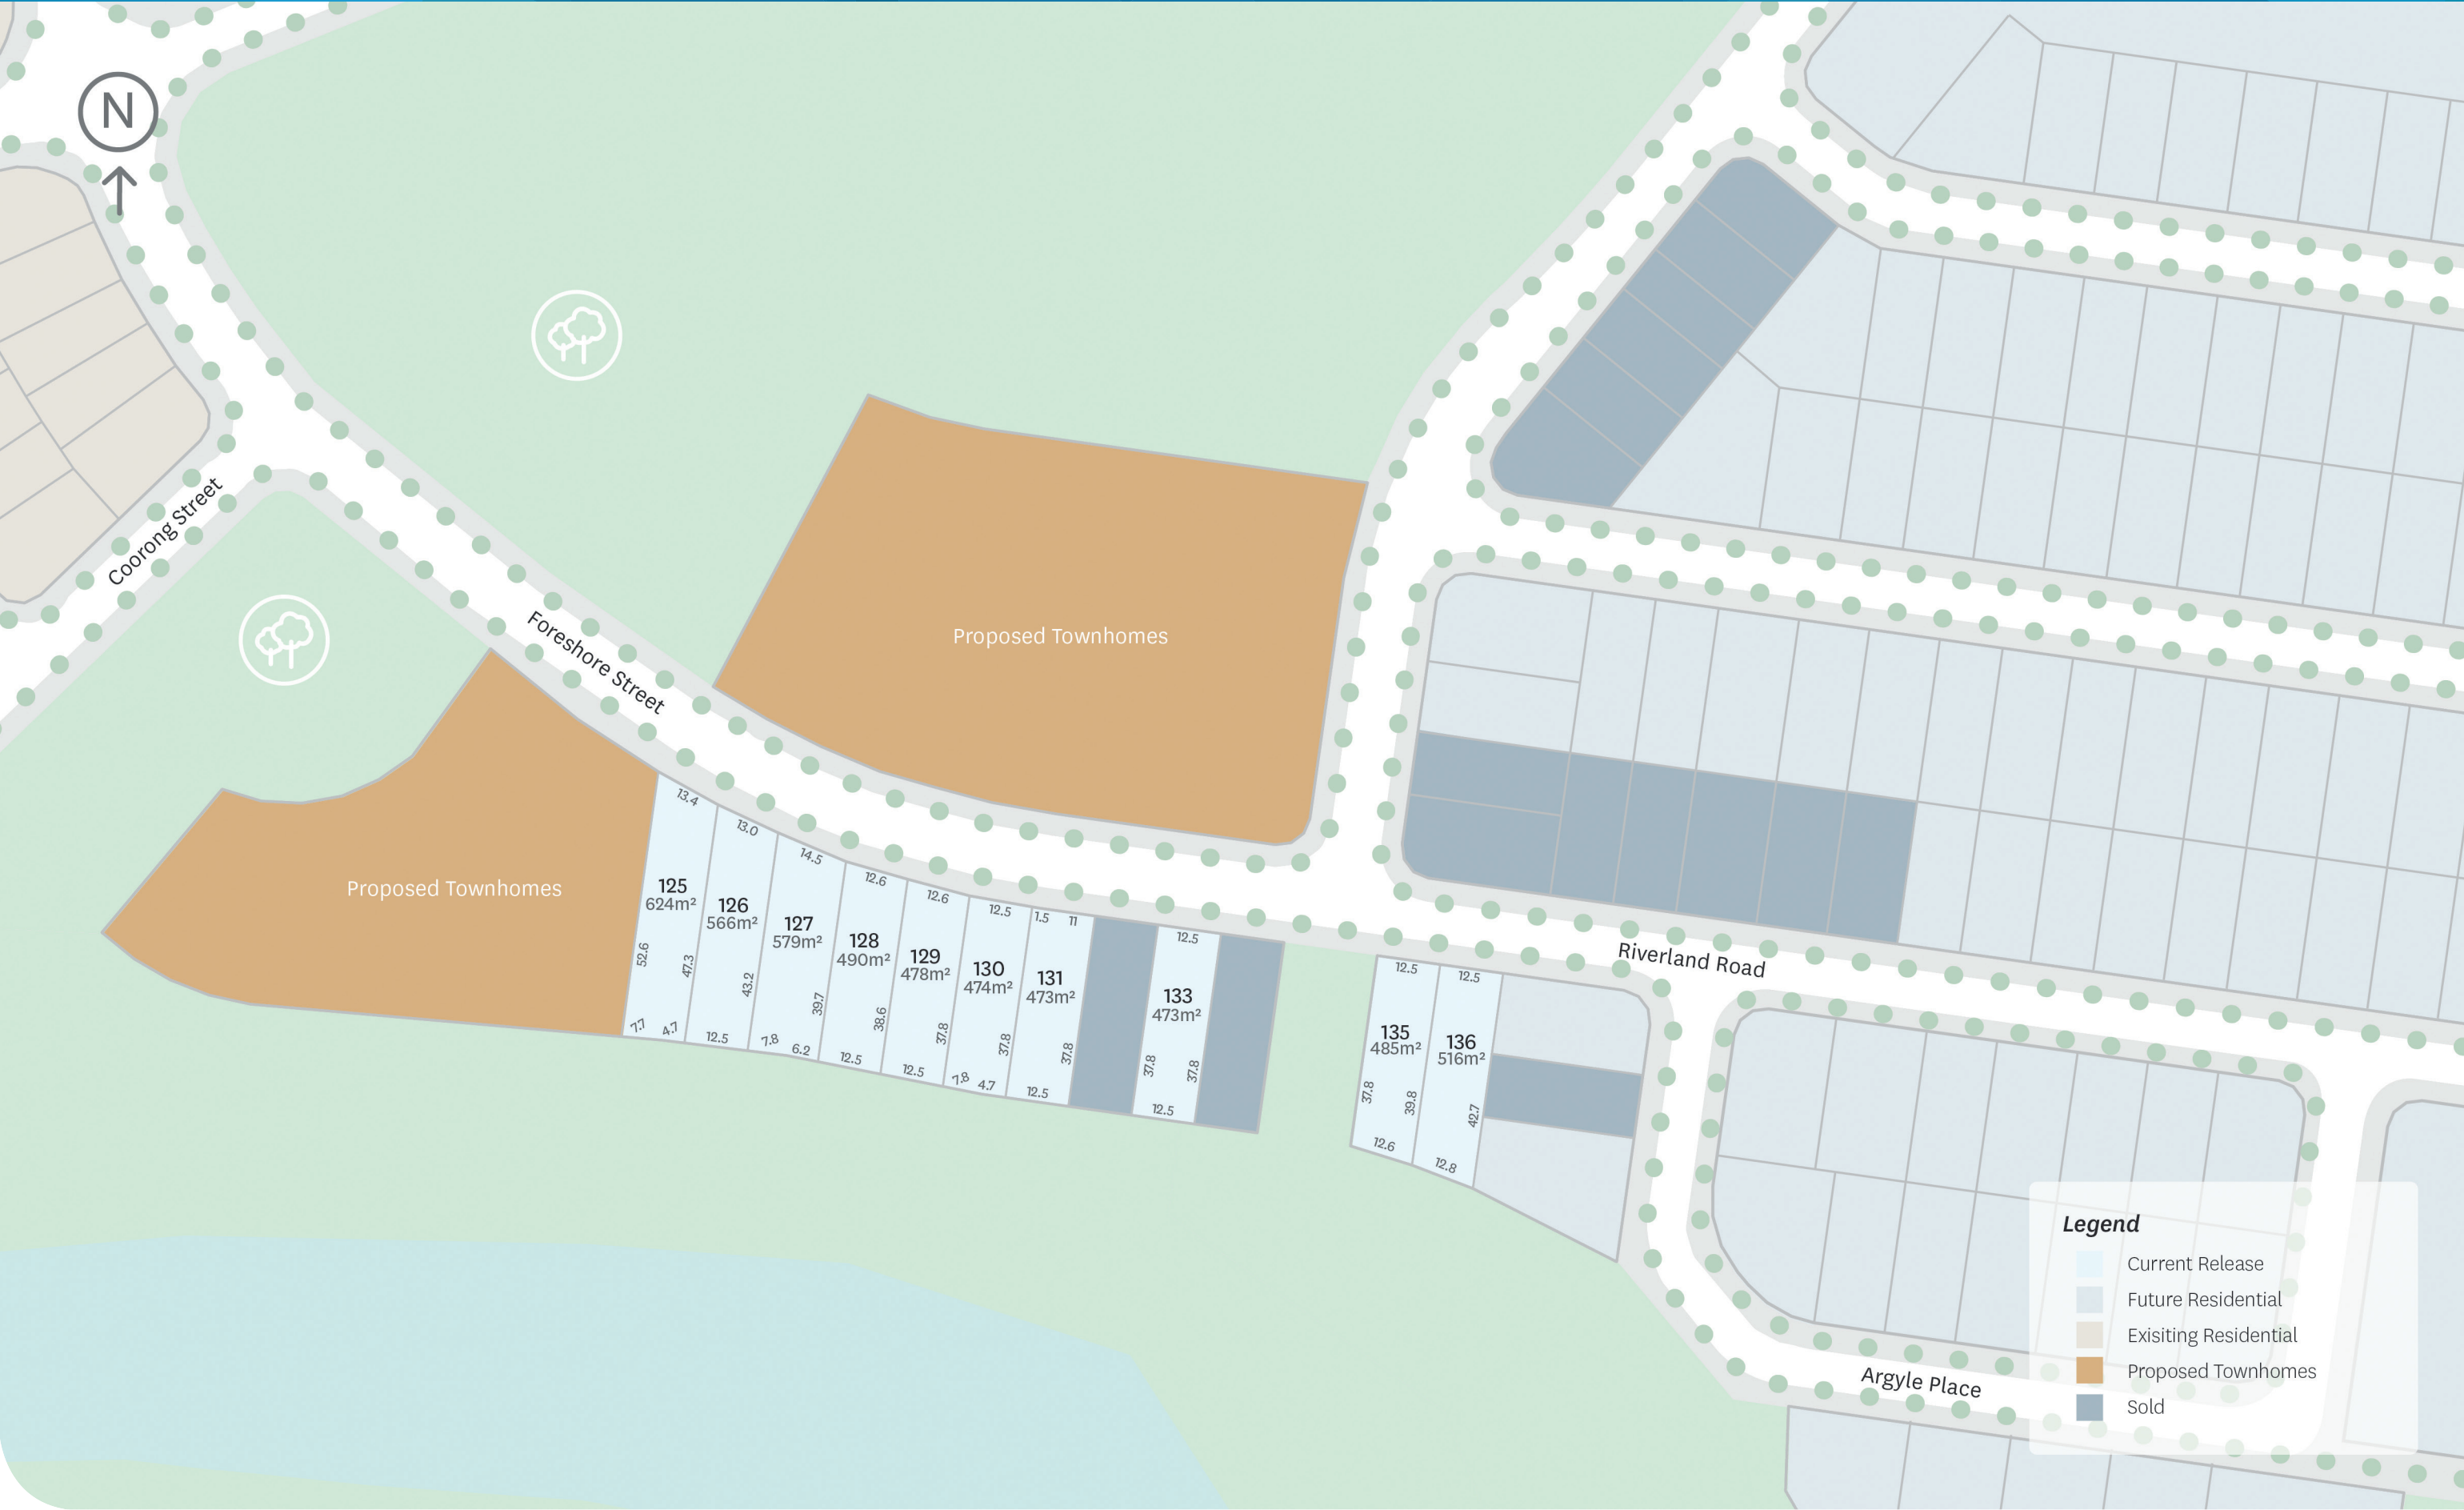 N
Coorong Street
Foreshore Street
Proposed Townhomes
Proposed Townhomes
Riverland Road
Argyle Place
13.4
125
624m²
52.6
7.7
4.7
13.0
126
566m²
47.3
12.5
14.5
127
579m²
43.2
7.8
6.2
12.6
128
490m²
39.7
12.5
12.6
129
478m²
38.6
12.5
12.5
130
474m²
37.8
7.8
4.7
1.5
11
131
473m²
37.8
37.8
12.5
12.5
133
473m²
37.8
37.8
12.5
12.5
135
485m²
37.8
39.8
12.6
12.5
136
516m²
42.7
12.8
Legend
Current Release
Future Residential
Exisiting Residential
Proposed Townhomes
Sold